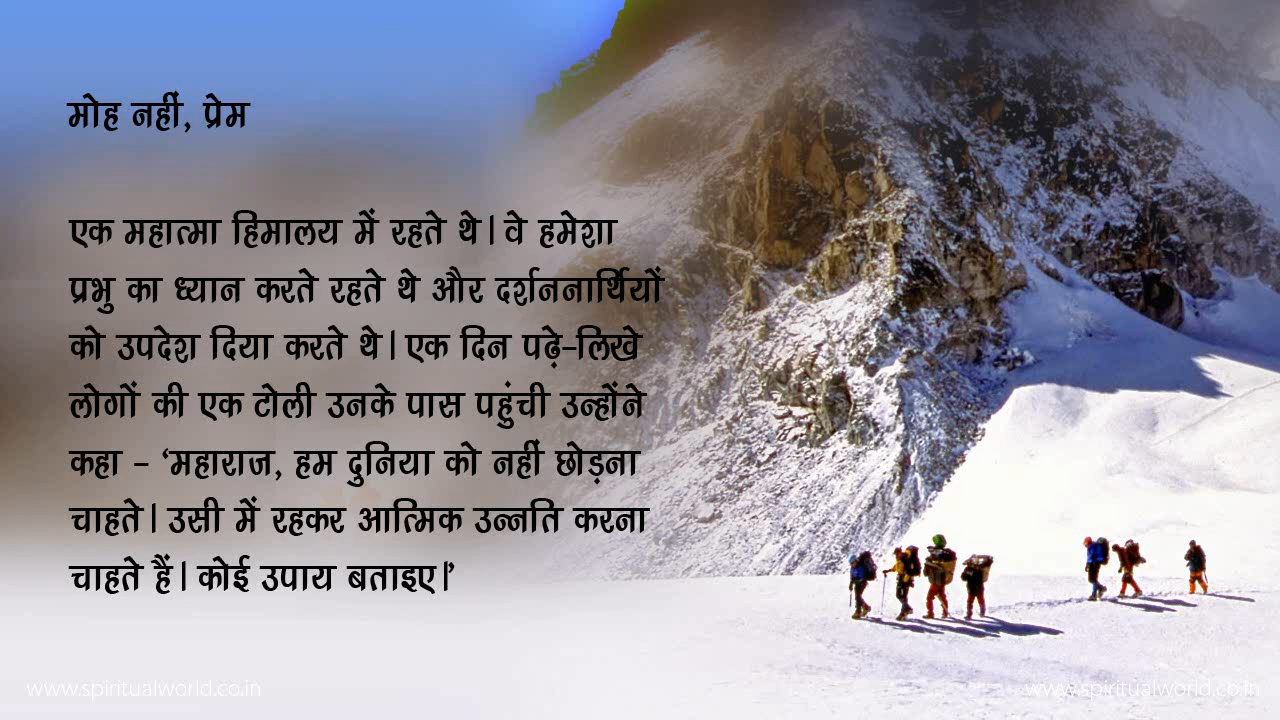 मोह नहीं, प्रेम
एक महात्मा हिमालय में रहते थे। वे हमेशा
प्रभु का ध्यान करते रहते थे और दर्शननार्थियों
को उपदेश दिया करते थे। एक दिन पढ़े-लिखे
लोगों की एक टोली उनके पास पहुंची उन्होंने
कहा - ‘महाराज, हम दुनिया को नहीं छोड़ना
चाहते। उसी में रहकर आत्मिक उन्नति करना
चाहते हैं। कोई उपाय बताइए।’
www.spiritualworld.co.in
www.spiritualworld.co.in